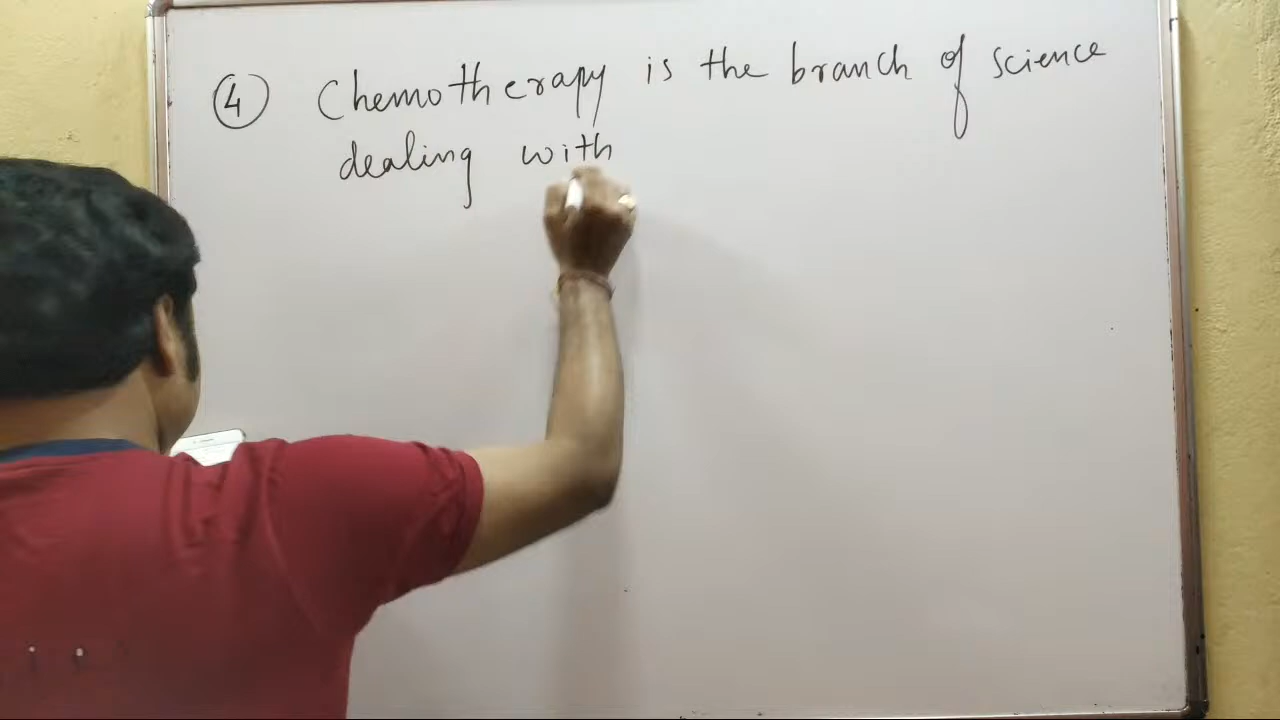 ④ Chemotherapy is the branch of science
dealing with